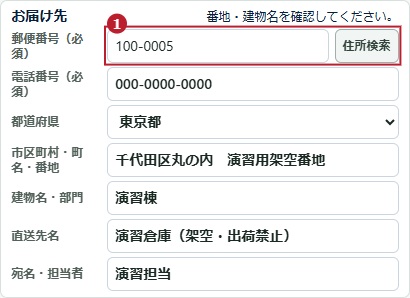 お届け先
番地・建物名を確認してください。
1
郵便番号（必
須）
100-0005
住所検索
電話番号（必
須）
000-0000-0000
都道府県
東京都
市区町村・町
名・番地
千代田区丸の内　演習用架空番地
建物名・部門
演習棟
直送先名
演習倉庫（架空・出荷禁止）
宛名・担当者
演習担当